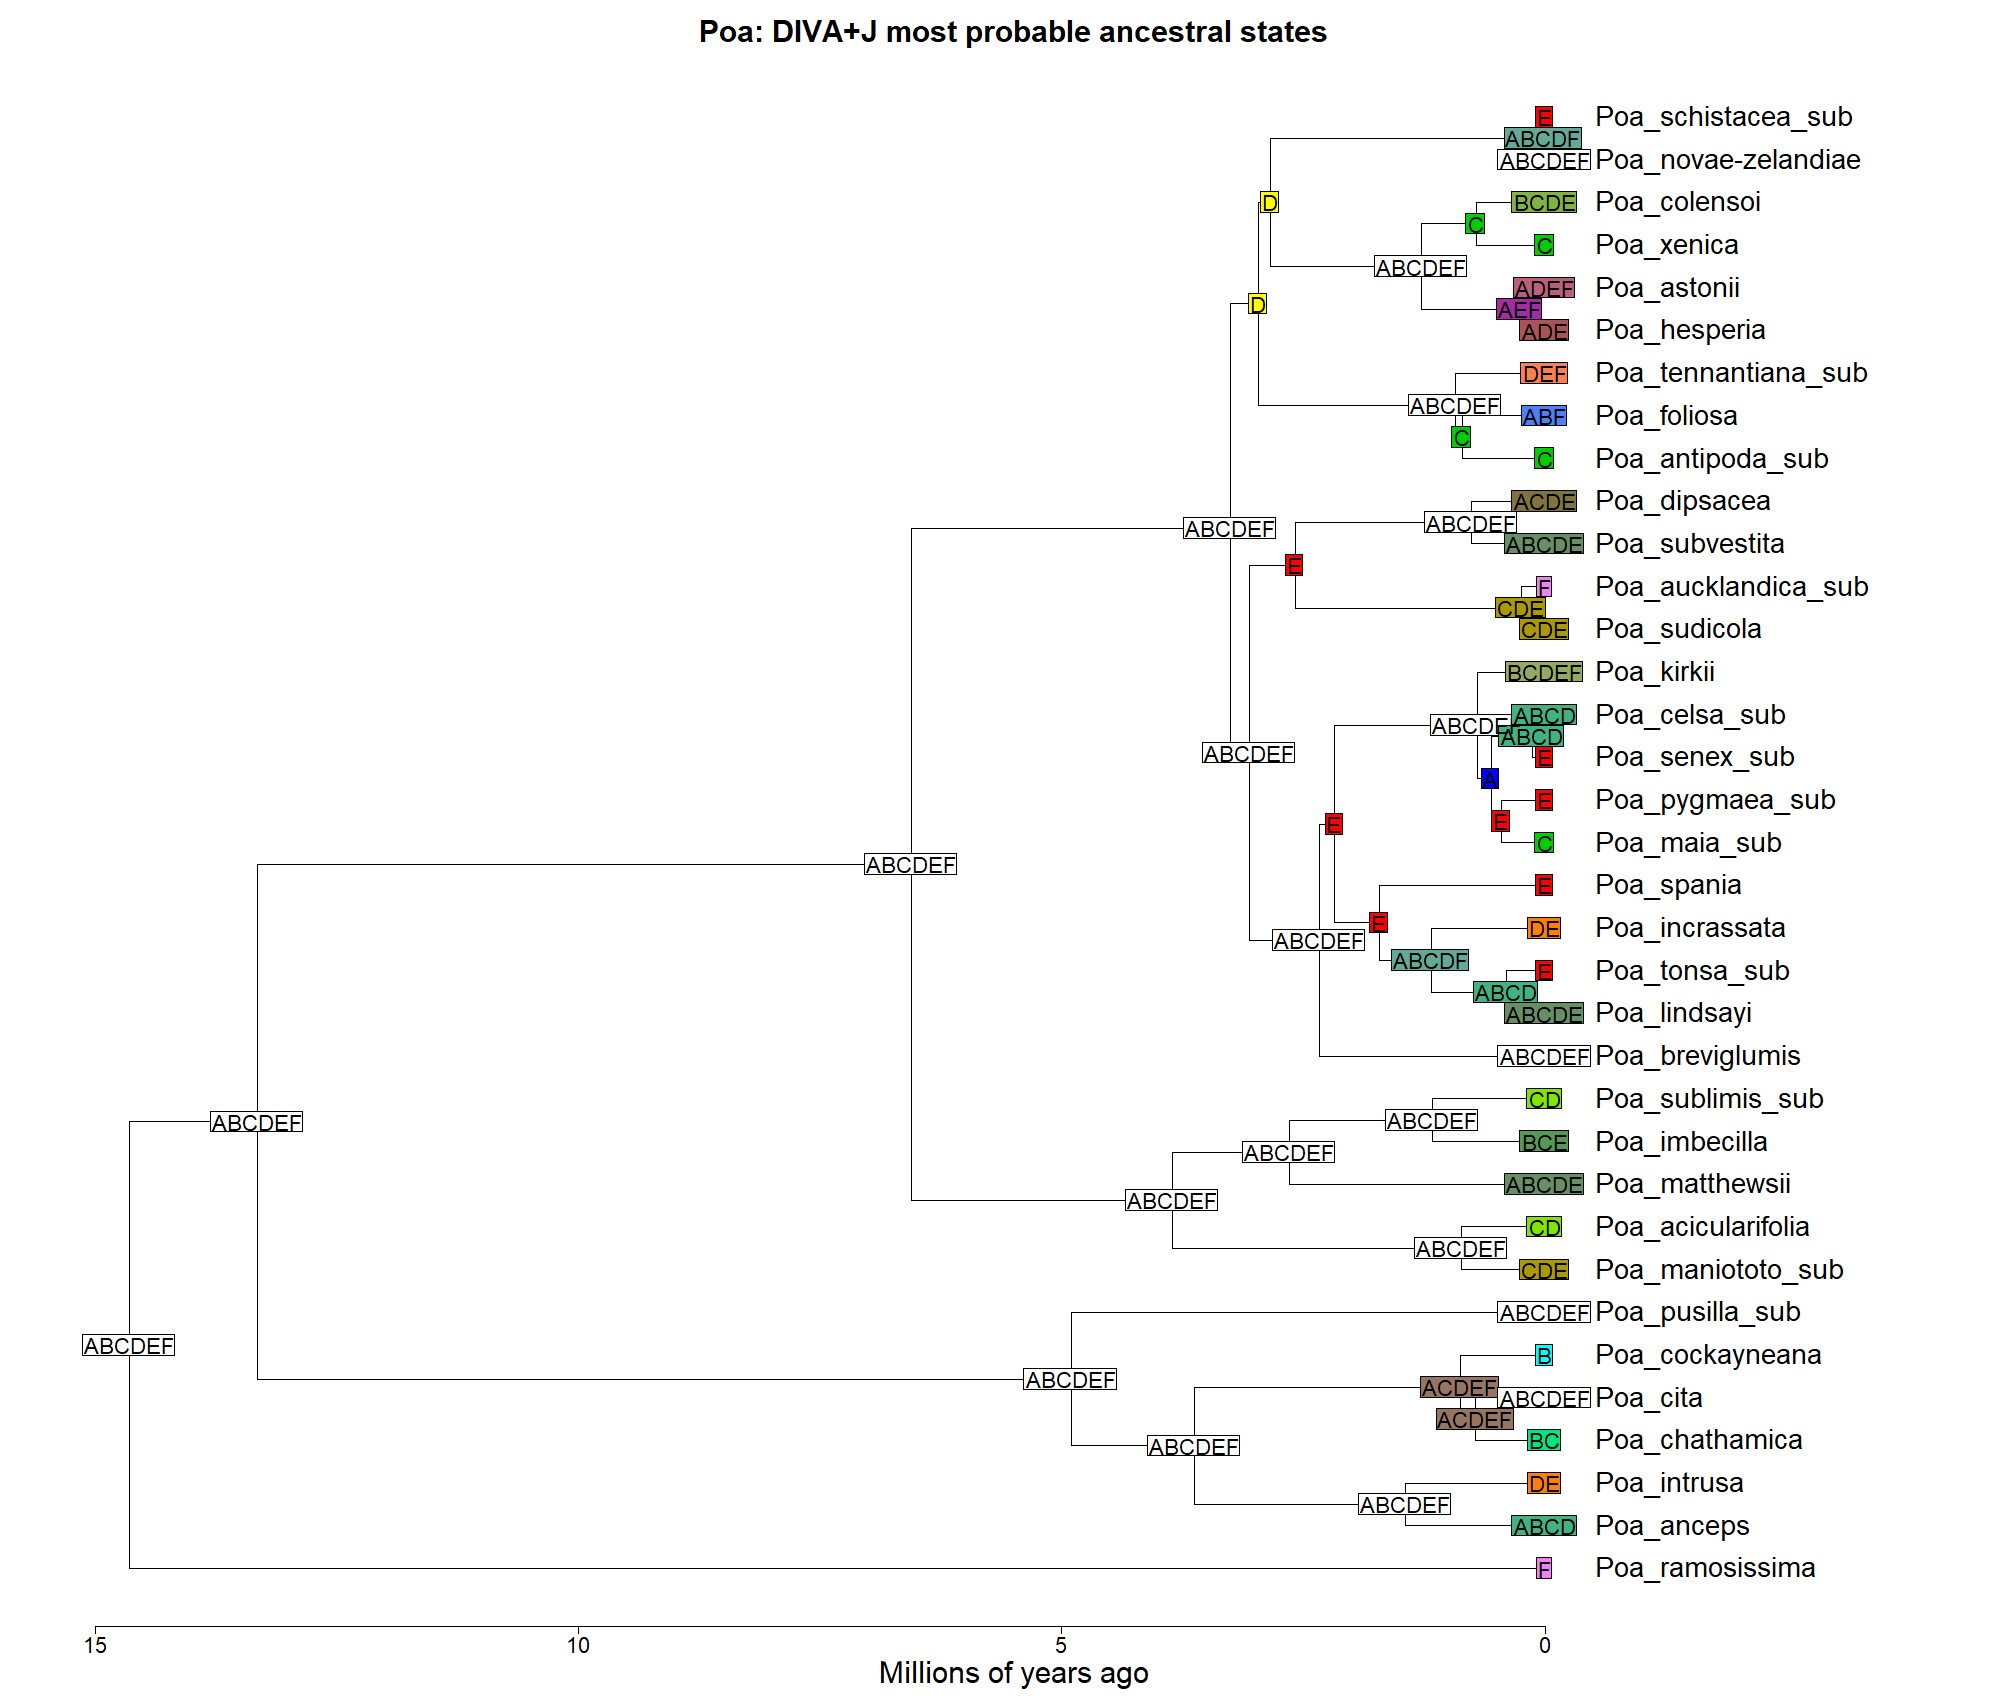 Poa: DIVA+J most probable ancestral states
E Poa_schistacea_sub
ABCDF
ABCDEF Poa_novae-zelandiae
D BCDE Poa_colensoi
C
C Poa_xenica
ABCDEF
ADEF Poa_astonii
D AEF
ADE Poa_hesperia
DEF Poa_tennantiana_sub
ABCDEF
ABF Poa_foliosa
C
C Poa_antipoda_sub
ACDE Poa_dipsacea
ABCDEF ABCDEF
ABCDE Poa_subvestita
E
F Poa_aucklandica_sub
CDE
CDE Poa_sudicola
BCDEF Poa_kirkii
ABCD Poa_celsa_sub
ABCDEF
ABCD
ABCDEF E Poa_senex_sub
A
E Poa_pygmaea_sub
E E
C Poa_maia_sub
ABCDEF
E Poa_spania
E
DE Poa_incrassata
ABCDEF
ABCDF
E Poa_tonsa_sub
ABCD
ABCDE Poa_lindsayi
ABCDEF Poa_breviglumis
CD Poa_sublimis_sub
ABCDEF ABCDEF
BCE Poa_imbecilla
ABCDEF
ABCDE Poa_matthewsii
ABCDEF
CD Poa_acicularifolia
ABCDEF
CDE Poa_maniototo_sub
ABCDEF Poa_pusilla_sub
ABCDEF
B Poa_cockayneana
ABCDEF ACDEF
ABCDEF Poa_cita
ACDEF
BC Poa_chathamica
ABCDEF
DE Poa_intrusa
ABCDEF
ABCD Poa_anceps
F Poa_ramosissima
15 10 5 0
Millions of years ago